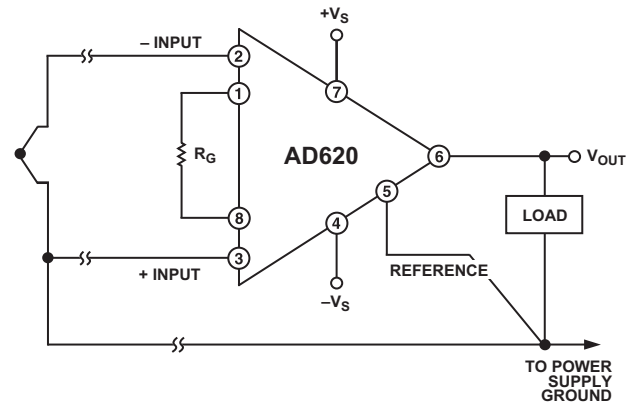 +VS
– INPUT
2
1
7
RG
AD620
6
VOUT
5
8
4
LOAD
3
+ INPUT
REFERENCE
–VS
TO POWER
SUPPLY
GROUND